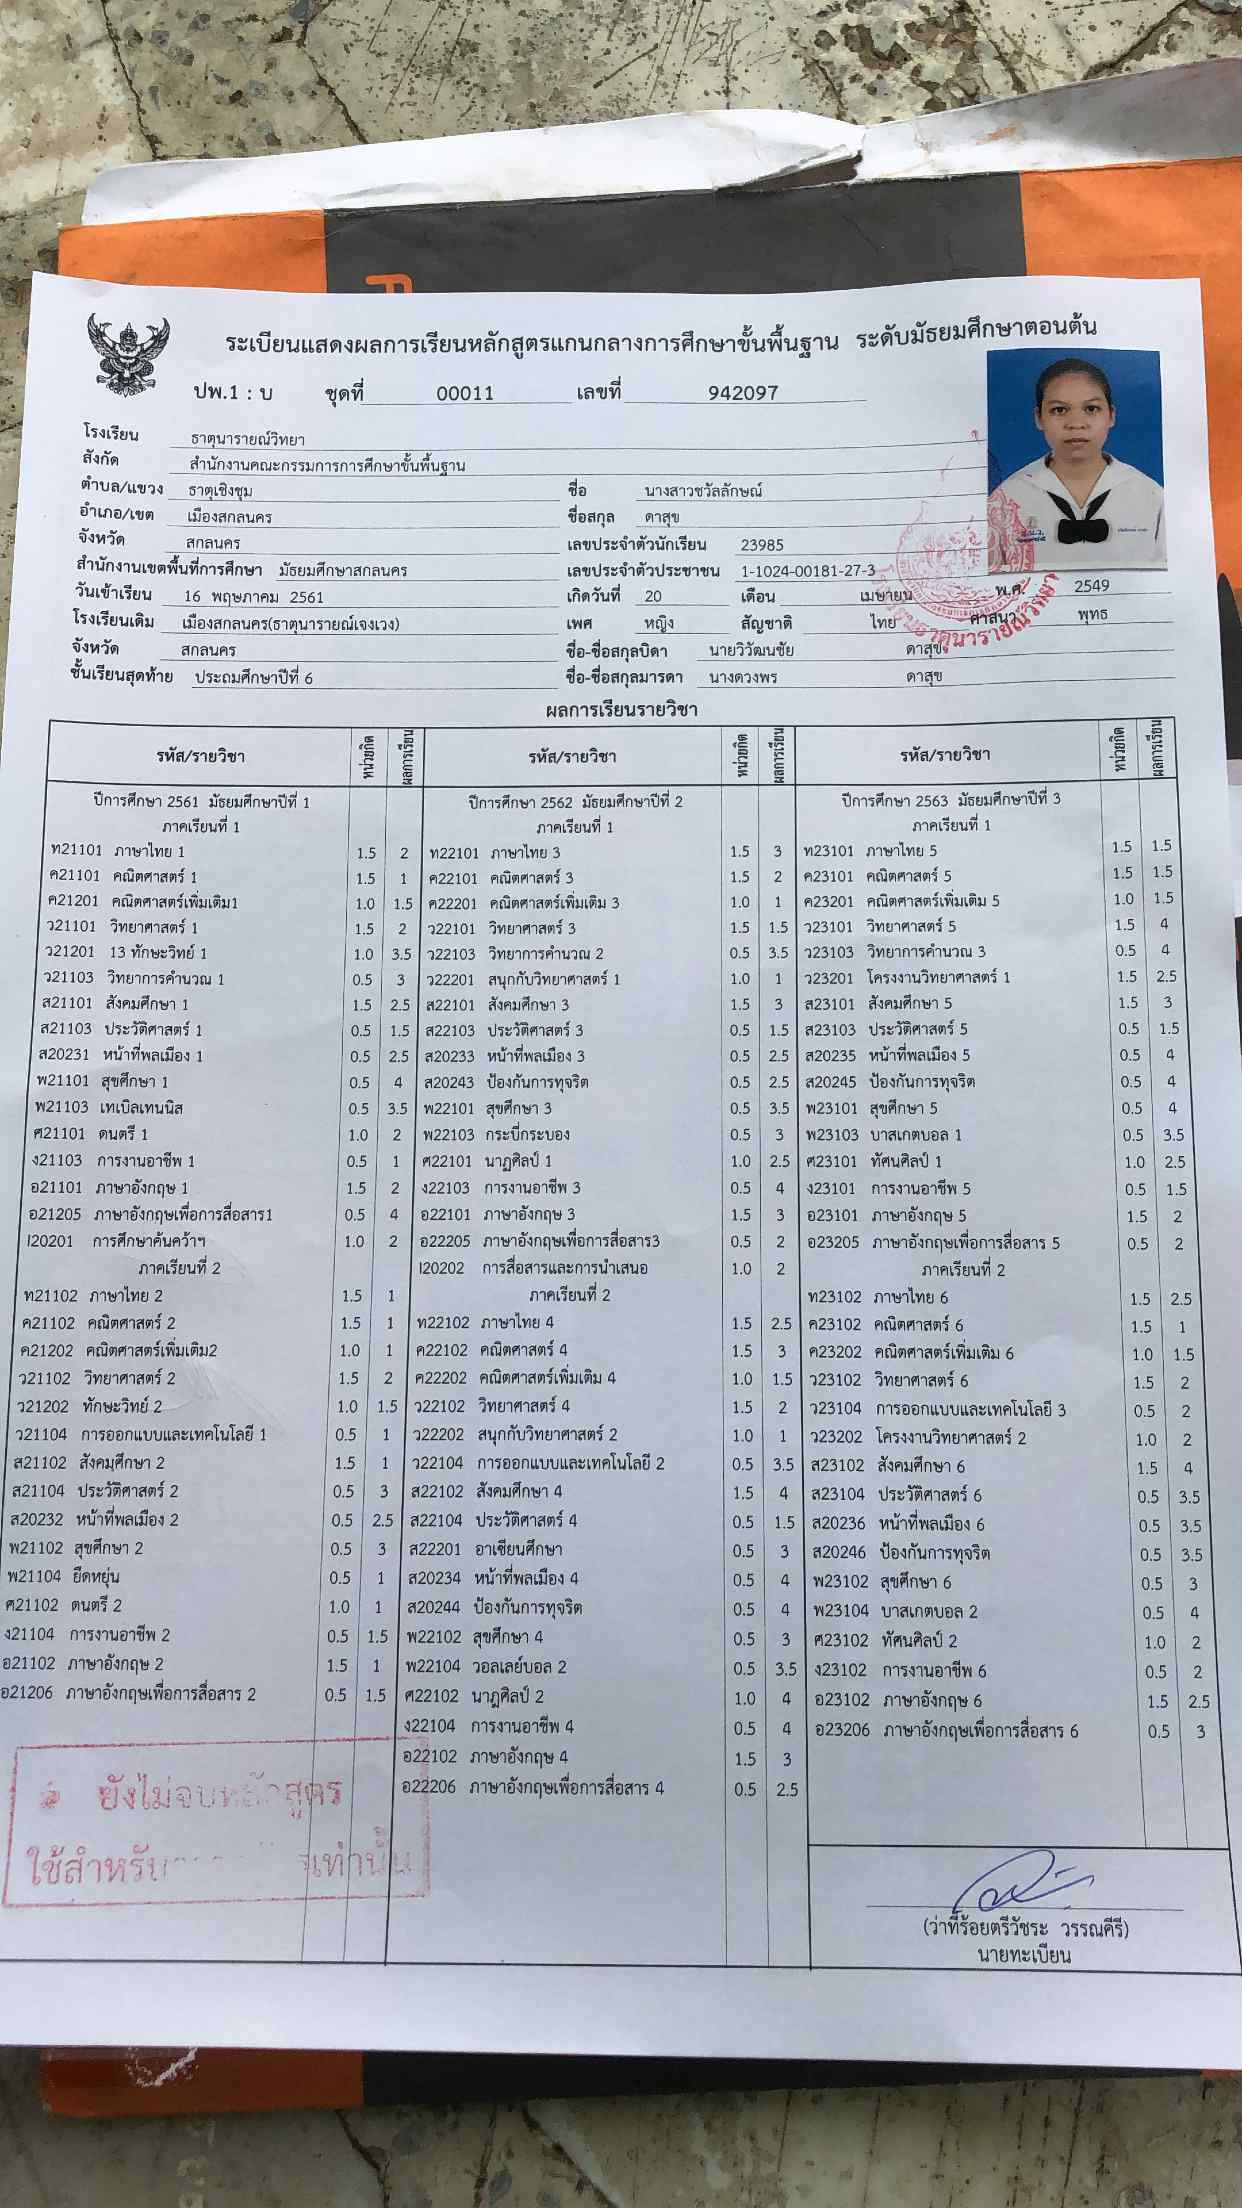 ระเบียนแสดงผลการเรียนหลักสูตรแกนกลางการศึกษาขั้นพื้นฐาน ระดับมัธยมศึกษาตอนต้น
ปพ.1 : บ ชุดที่ 00011 เลขที่ 942097
โรงเรียน ธาตุนารายณ์วิทยา
สังกัด สำนักงานคณะกรรมการการศึกษาขั้นพื้นฐาน
ตำบล/แขวง ธาตุเชิงชุม
อำเภอ/เขต เมืองสกลนคร
จังหวัด สกลนคร
สำนักงานเขตพื้นที่การศึกษา มัธยมศึกษาสกลนคร
วันเข้าเรียน 16 พฤษภาคม 2561
โรงเรียนเดิม เมืองสกลนคร(ธาตุนารายณ์เจงเวง)
จังหวัด สกลนคร
ชั้นเรียนสุดท้าย ประถมศึกษาปีที่ 6
ชื่อ นางสาวชวัลลักษณ์
ชื่อสกุล ดาสุข
เลขประจำตัวนักเรียน 23985
เลขประจำตัวประชาชน 1-1024-00181-27-3
เกิดวันที่ 20 เดือน เมษายน พ.ศ. 2549
เพศ หญิง สัญชาติ ไทย ศาสนา พุทธ
ชื่อ-ชื่อสกุลบิดา นายวิวัฒนชัย ดาสุข
ชื่อ-ชื่อสกุลมารดา นางดวงพร ดาสุข
ผลการเรียนรายวิชา
รหัส/รายวิชา หน่วยกิต ผลการเรียน
ปีการศึกษา 2561 มัธยมศึกษาปีที่ 1
ภาคเรียนที่ 1
ท21101 ภาษาไทย 1 1.5 2
ค21101 คณิตศาสตร์ 1 1.5 1
ค21201 คณิตศาสตร์เพิ่มเติม1 1.0 1.5
ว21101 วิทยาศาสตร์ 1 1.5 2
ว21201 13 ทักษะวิทย์ 1 1.0 3.5
ว21103 วิทยาการคำนวณ 1 0.5 3
ส21101 สังคมศึกษา 1 1.5 2.5
ส21103 ประวัติศาสตร์ 1 0.5 1.5
ส20231 หน้าที่พลเมือง 1 0.5 2.5
พ21101 สุขศึกษา 1 0.5 4
พ21103 เทเบิลเทนนิส 0.5 3.5
ศ21101 ดนตรี 1 1.0 2
ง21103 การงานอาชีพ 1 0.5 1
อ21101 ภาษาอังกฤษ 1 1.5 2
อ21205 ภาษาอังกฤษเพื่อการสื่อสาร1 0.5 4
I20201 การศึกษาค้นคว้าฯ 1.0 2
ภาคเรียนที่ 2
ท21102 ภาษาไทย 2 1.5 1
ค21102 คณิตศาสตร์ 2 1.5 1
ค21202 คณิตศาสตร์เพิ่มเติม2 1.0 1
ว21102 วิทยาศาสตร์ 2 1.5 2
ว21202 ทักษะวิทย์ 2 1.0 1.5
ว21104 การออกแบบและเทคโนโลยี 1 0.5 1
ส21102 สังคมศึกษา 2 1.5 1
ส21104 ประวัติศาสตร์ 2 0.5 3
ส20232 หน้าที่พลเมือง 2 0.5 2.5
พ21102 สุขศึกษา 2 0.5 3
พ21104 ยืดหยุ่น 0.5 1
ศ21102 ดนตรี 2 1.0 1
ง21104 การงานอาชีพ 2 0.5 1.5
อ21102 ภาษาอังกฤษ 2 1.5 1
อ21206 ภาษาอังกฤษเพื่อการสื่อสาร 2 0.5 1.5
ยังไม่จบหลักสูตร
ใช้สำหรับ เท่านั้น
รหัส/รายวิชา หน่วยกิต ผลการเรียน
ปีการศึกษา 2562 มัธยมศึกษาปีที่ 2
ภาคเรียนที่ 1
ท22101 ภาษาไทย 3 1.5 3
ค22101 คณิตศาสตร์ 3 1.5 2
ค22201 คณิตศาสตร์เพิ่มเติม 3 1.0 1
ว22101 วิทยาศาสตร์ 3 1.5 1.5
ว22103 วิทยาการคำนวณ 2 0.5 3.5
ว22201 สนุกกับวิทยาศาสตร์ 1 1.0 1
ส22101 สังคมศึกษา 3 1.5 3
ส22103 ประวัติศาสตร์ 3 0.5 1.5
ส20233 หน้าที่พลเมือง 3 0.5 2.5
ส20243 ป้องกันการทุจริต 0.5 2.5
พ22101 สุขศึกษา 3 0.5 3.5
พ22103 กระบี่กระบอง 0.5 3
ศ22101 นาฏศิลป์ 1 1.0 2.5
ง22103 การงานอาชีพ 3 0.5 4
อ22101 ภาษาอังกฤษ 3 1.5 3
อ22205 ภาษาอังกฤษเพื่อการสื่อสาร3 0.5 2
I20202 การสื่อสารและการนำเสนอ 1.0 2
ภาคเรียนที่ 2
ท22102 ภาษาไทย 4 1.5 2.5
ค22102 คณิตศาสตร์ 4 1.5 3
ค22202 คณิตศาสตร์เพิ่มเติม 4 1.0 1.5
ว22102 วิทยาศาสตร์ 4 1.5 2
ว22202 สนุกกับวิทยาศาสตร์ 2 1.0 1
ว22104 การออกแบบและเทคโนโลยี 2 0.5 3.5
ส22102 สังคมศึกษา 4 1.5 4
ส22104 ประวัติศาสตร์ 4 0.5 1.5
ส22201 อาเซียนศึกษา 0.5 3
ส20234 หน้าที่พลเมือง 4 0.5 4
ส20244 ป้องกันการทุจริต 0.5 4
พ22102 สุขศึกษา 4 0.5 3
พ22104 วอลเลย์บอล 2 0.5 3.5
ศ22102 นาฏศิลป์ 2 1.0 4
ง22104 การงานอาชีพ 4 0.5 4
อ22102 ภาษาอังกฤษ 4 1.5 3
อ22206 ภาษาอังกฤษเพื่อการสื่อสาร 4 0.5 2.5
รหัส/รายวิชา หน่วยกิต ผลการเรียน
ปีการศึกษา 2563 มัธยมศึกษาปีที่ 3
ภาคเรียนที่ 1
ท23101 ภาษาไทย 5 1.5 1.5
ค23101 คณิตศาสตร์ 5 1.5 1.5
ค23201 คณิตศาสตร์เพิ่มเติม 5 1.0 1.5
ว23101 วิทยาศาสตร์ 5 1.5 4
ว23103 วิทยาการคำนวณ 3 0.5 4
ว23201 โครงงานวิทยาศาสตร์ 1 1.5 2.5
ส23101 สังคมศึกษา 5 1.5 3
ส23103 ประวัติศาสตร์ 5 0.5 1.5
ส20235 หน้าที่พลเมือง 5 0.5 4
ส20245 ป้องกันการทุจริต 0.5 4
พ23101 สุขศึกษา 5 0.5 4
พ23103 บาสเกตบอล 1 0.5 3.5
ศ23101 ทัศนศิลป์ 1 1.0 2.5
ง23101 การงานอาชีพ 5 0.5 1.5
อ23101 ภาษาอังกฤษ 5 1.5 2
อ23205 ภาษาอังกฤษเพื่อการสื่อสาร 5 0.5 2
ภาคเรียนที่ 2
ท23102 ภาษาไทย 6 1.5 2.5
ค23102 คณิตศาสตร์ 6 1.5 1
ค23202 คณิตศาสตร์เพิ่มเติม 6 1.0 1.5
ว23102 วิทยาศาสตร์ 6 1.5 2
ว23104 การออกแบบและเทคโนโลยี 3 0.5 2
ว23202 โครงงานวิทยาศาสตร์ 2 1.0 2
ส23102 สังคมศึกษา 6 1.5 4
ส23104 ประวัติศาสตร์ 6 0.5 3.5
ส20236 หน้าที่พลเมือง 6 0.5 3.5
ส20246 ป้องกันการทุจริต 0.5 3.5
พ23102 สุขศึกษา 6 0.5 3
พ23104 บาสเกตบอล 2 0.5 4
ศ23102 ทัศนศิลป์ 2 1.0 2
ง23102 การงานอาชีพ 6 0.5 2
อ23102 ภาษาอังกฤษ 6 1.5 2.5
อ23206 ภาษาอังกฤษเพื่อการสื่อสาร 6 0.5 3
(ว่าที่ร้อยตรีวัชระ วรรณคีรี)
นายทะเบียน